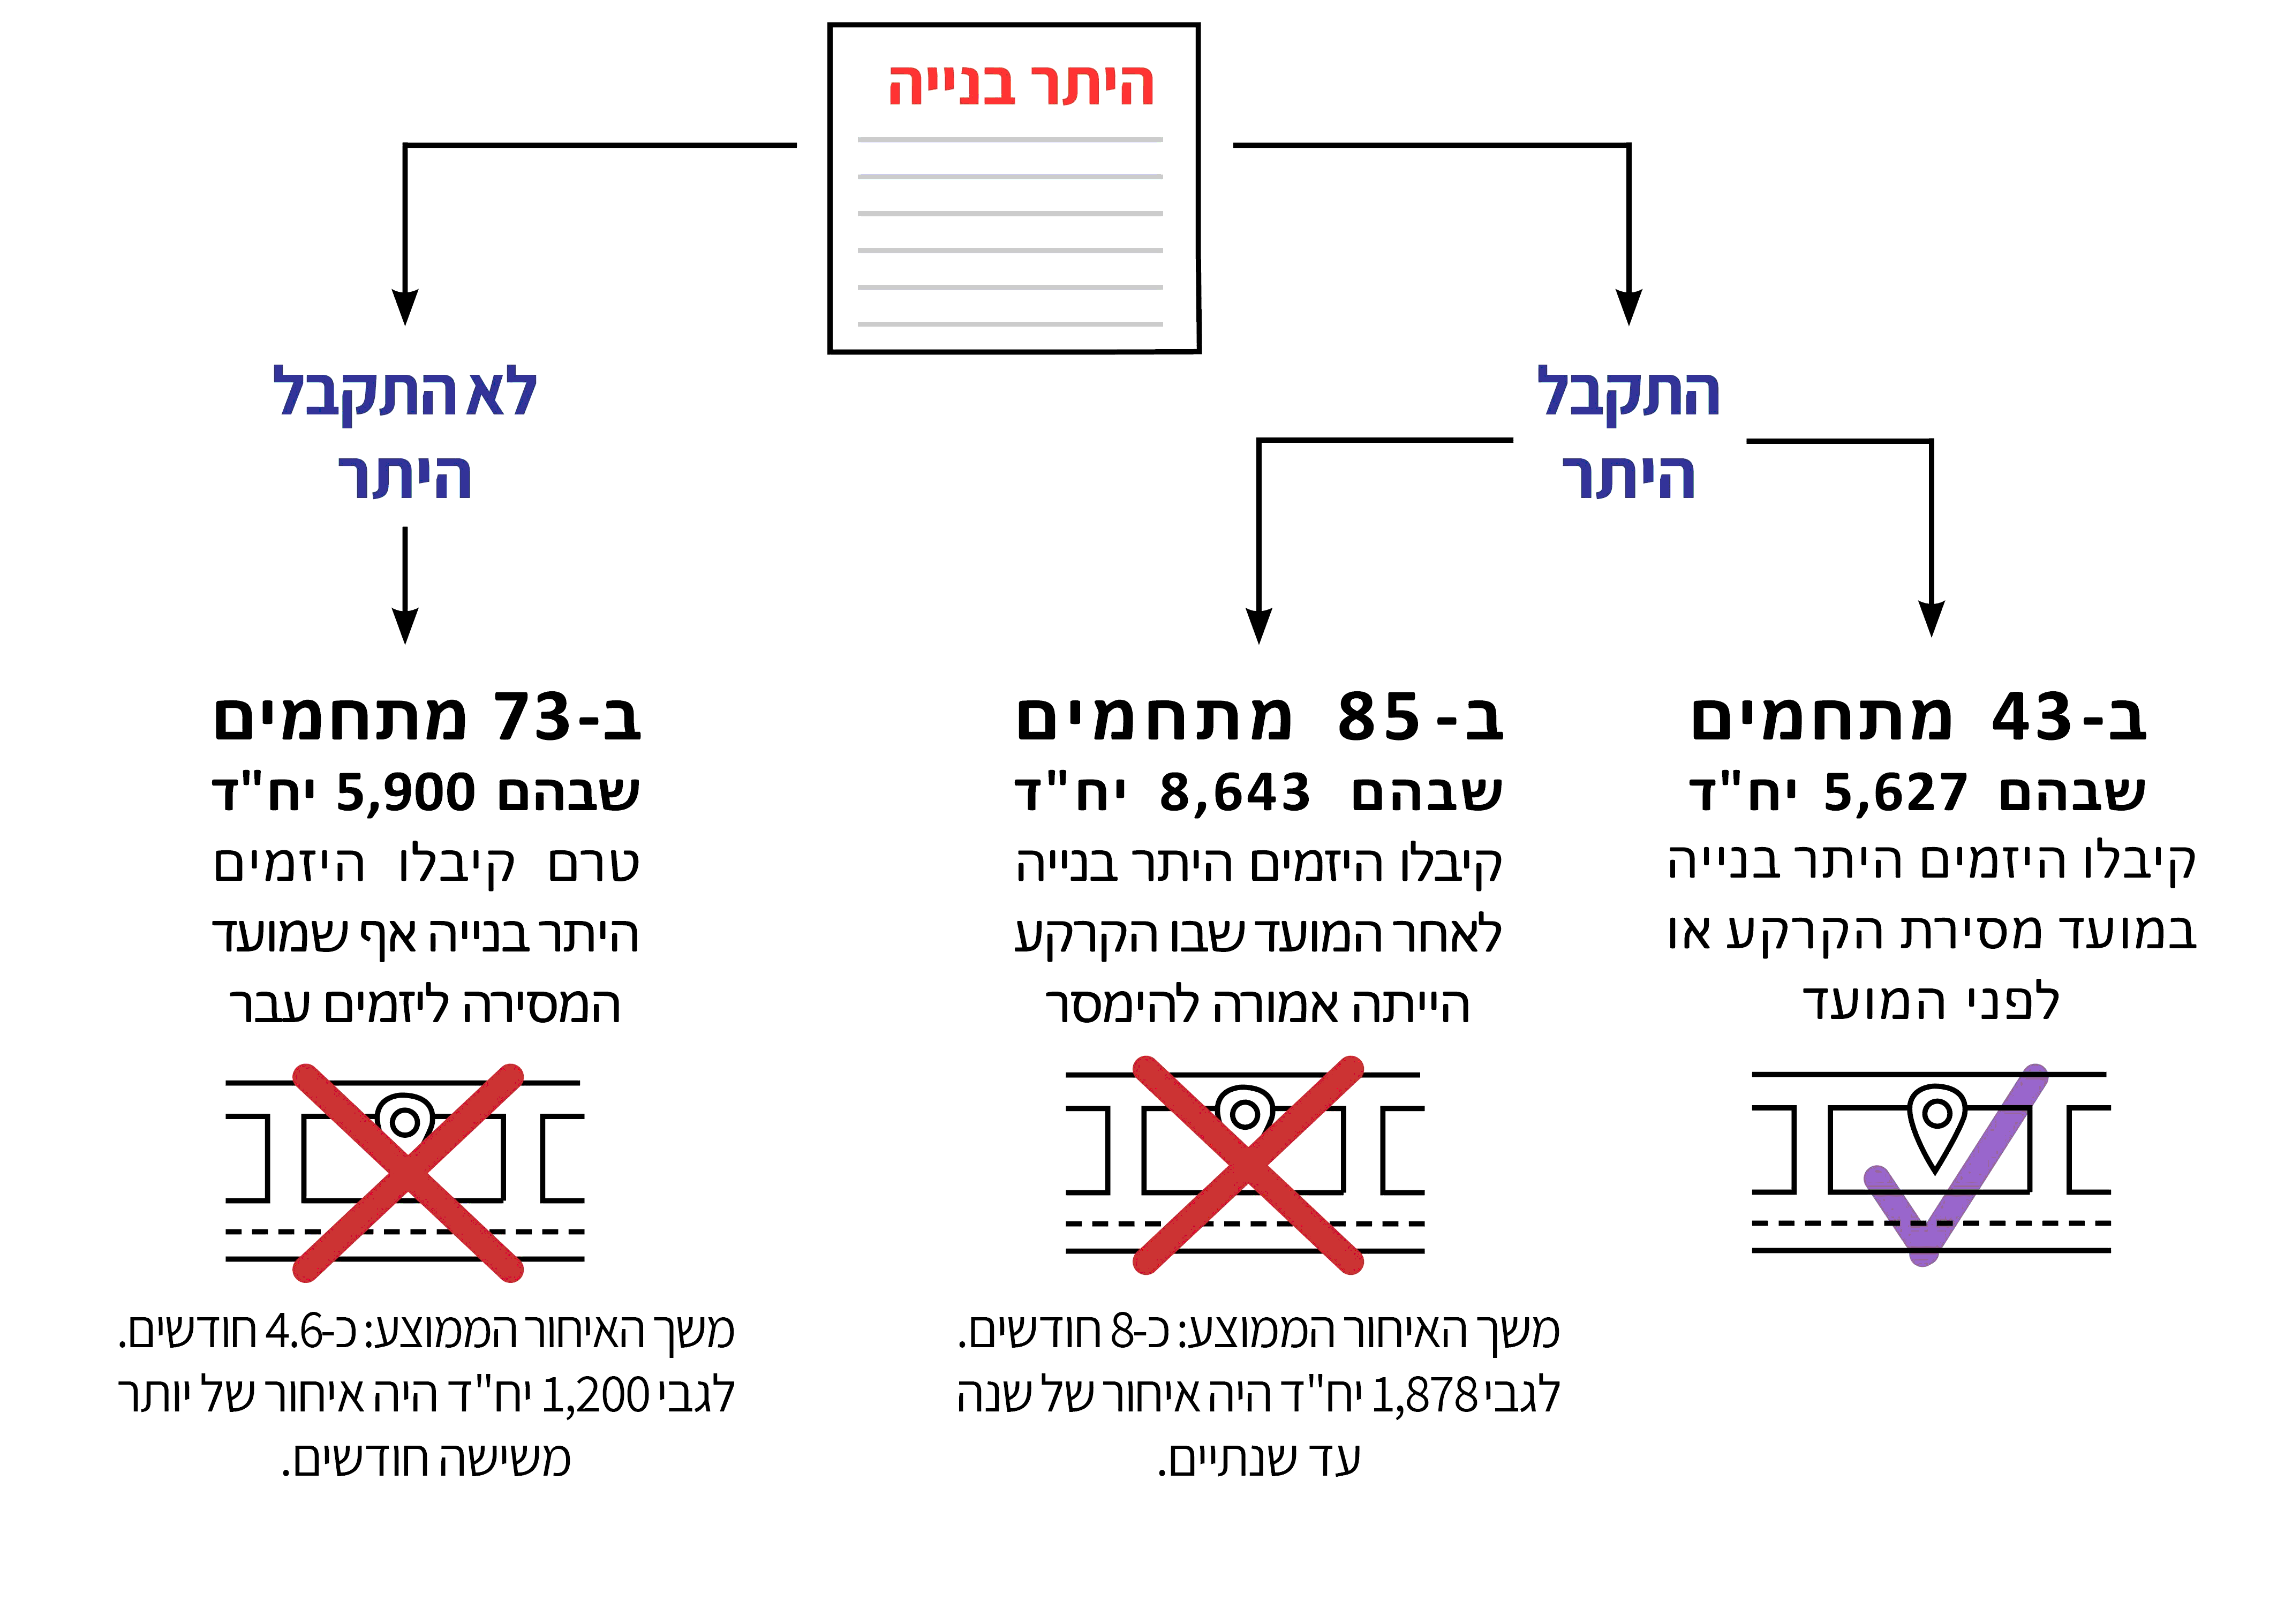 היתר בנייה
התקבל
היתר
לא התקבל
היתר
ב-43 מתחמים
שבהם 5,627 יח"ד
קיבלו היזמים היתר בנייה
במועד מסירת הקרקע או
לפני המועד
ב-85 מתחמים
שבהם 8,643 יח"ד
קיבלו היזמים היתר בנייה
לאחר המועד שבו הקרקע
הייתה אמורה להימסר
משך האיחור הממוצע: כ-8 חודשים.
לגבי 1,878 יח"ד היה איחור של שנה
עד שנתיים.
ב-73 מתחמים
שבהם 5,900 יח"ד
טרם קיבלו היזמים
היתר בנייה אף שמועד
המסירה ליזמים עבר
משך האיחור הממוצע: כ-4.6 חודשים.
לגבי 1,200 יח"ד היה איחור של יותר
משישה חודשים.